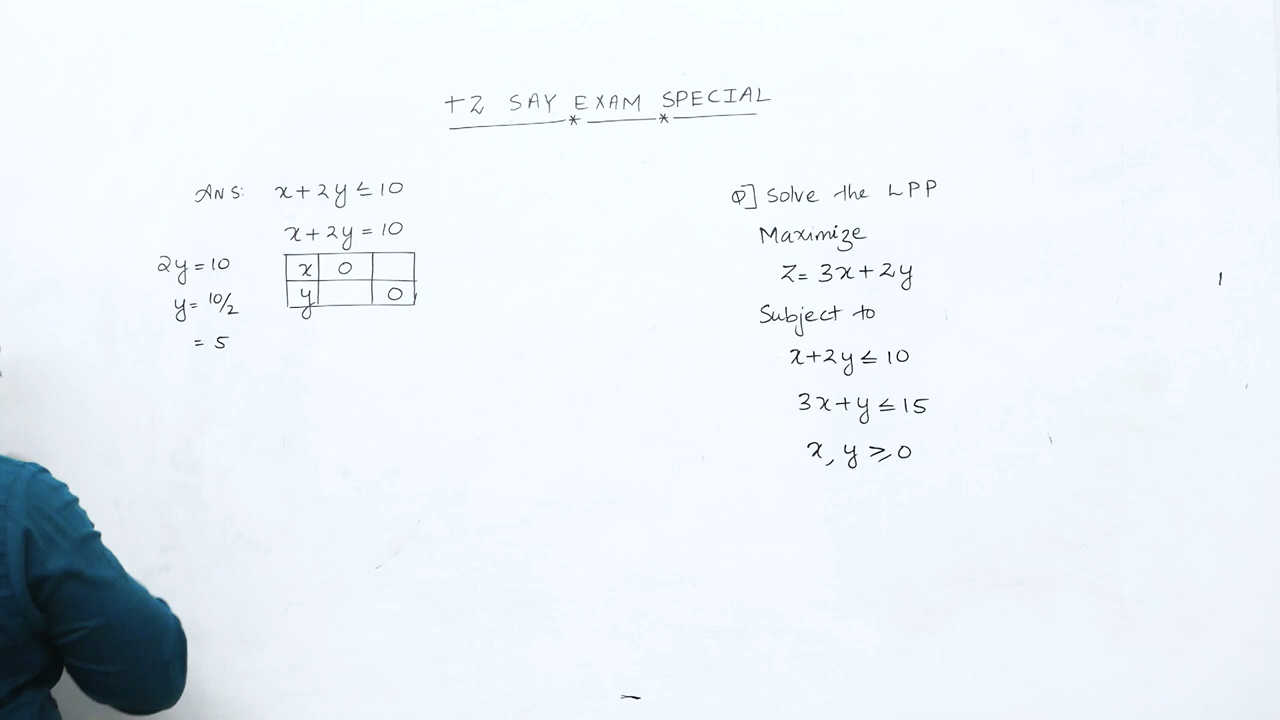 +2 SAY EXAM SPECIAL
ANS: x+2y≤10
x+2y=10
2y=10
y=10/2
=5
x 0
y 0
Q] Solve the LPP
Maximize
Z=3x+2y
Subject to
x+2y≤10
3x+y≤15
x, y≥0